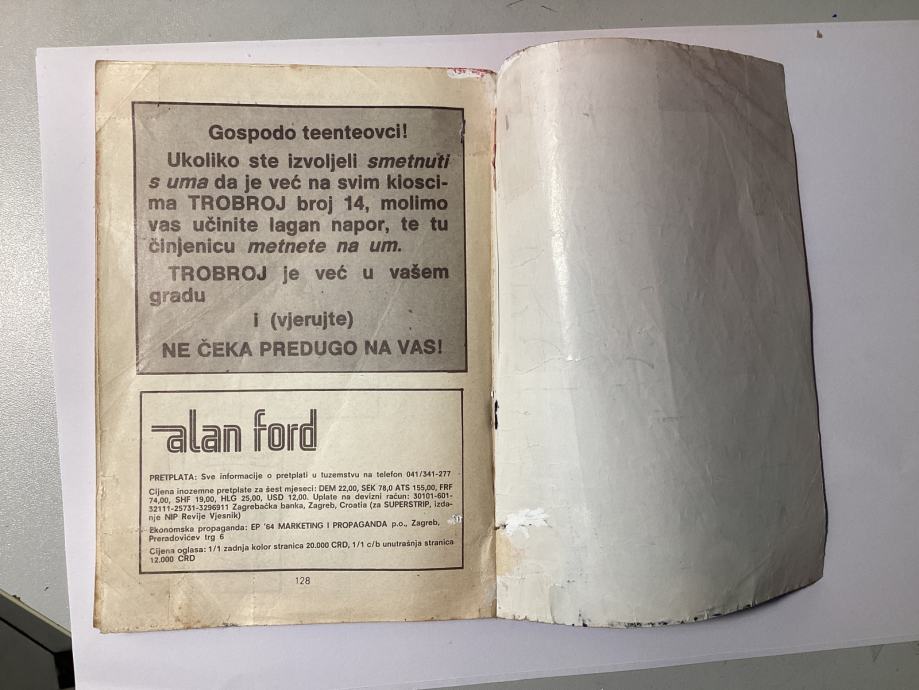 Gospodo teenteovci!
Ukoliko ste izvoljeli smetnuti
s uma da je već na svim kiosci-
ma TROBROJ broj 14, molimo
vas učinite lagan napor, te tu
činjenicu metnete na um.
TROBROJ je već u vašem
gradu
i (vjerujte)
NE ČEKA PREDUGO NA VAS!
alan ford
PRETPLATA: Sve informacije o pretplati u tuzemstvu na telefon 041/341-277
Cijena inozemne pretplate za šest mjeseci: DEM 22,00, SEK 78,0 ATS 155,00, FRF
74,00, SHF 19,00, HLG 25,00, USD 12,00. Uplate na devizni račun: 30101-601-
32111-25731-3296911 Zagrebačka banka, Zagreb, Croatia (za SUPERSTRIP, izda-
nje NIP Revije Vjesnik)
Ekonomska propaganda: EP '64 MARKETING I PROPAGANDA p.o., Zagreb,
Preradovićev trg 6
Cijena oglasa: 1/1 zadnja kolor stranica 20.000 CRD, 1/1 c/b unutrašnja stranica
12.000 CRD
128